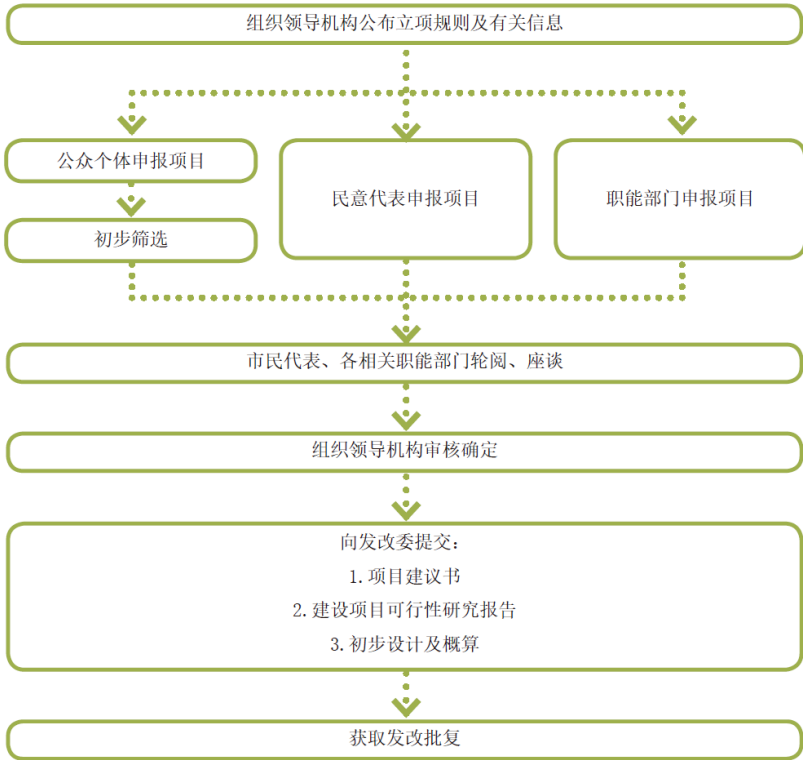 组织领导机构公布立项规则及有关信息
公众个体申报项目
初步筛选
民意代表申报项目
职能部门申报项目
市民代表、各相关职能部门轮阅、座谈
组织领导机构审核确定
向发改委提交:
1.项目建议书
2.建设项目可行性研究报告
3.初步设计及概算
获取发改批复